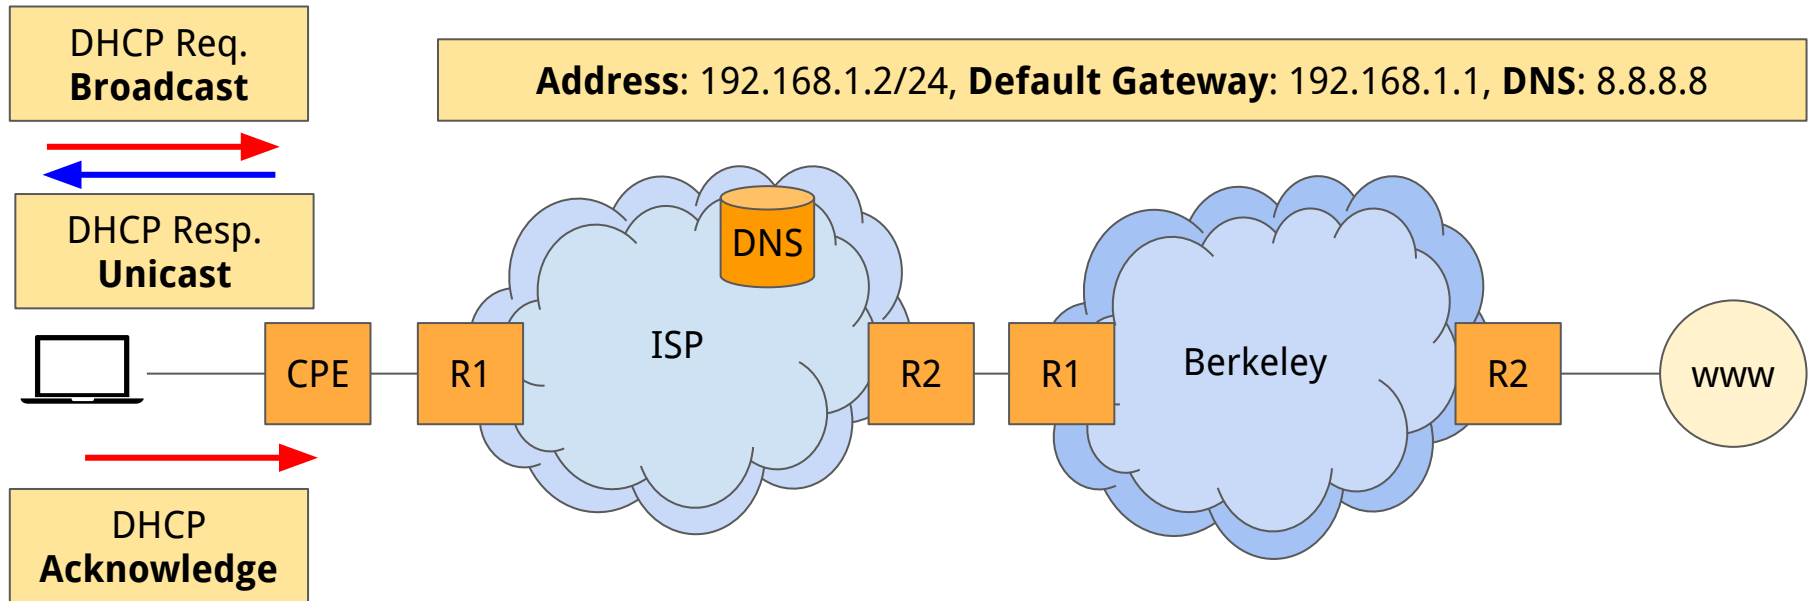 DHCP Req.
Broadcast
Address: 192.168.1.2/24, Default Gateway: 192.168.1.1, DNS: 8.8.8.8
DHCP Resp.
Unicast
DNS
CPE
R1
ISP
R2
R1
Berkeley
R2
www
DHCP
Acknowledge